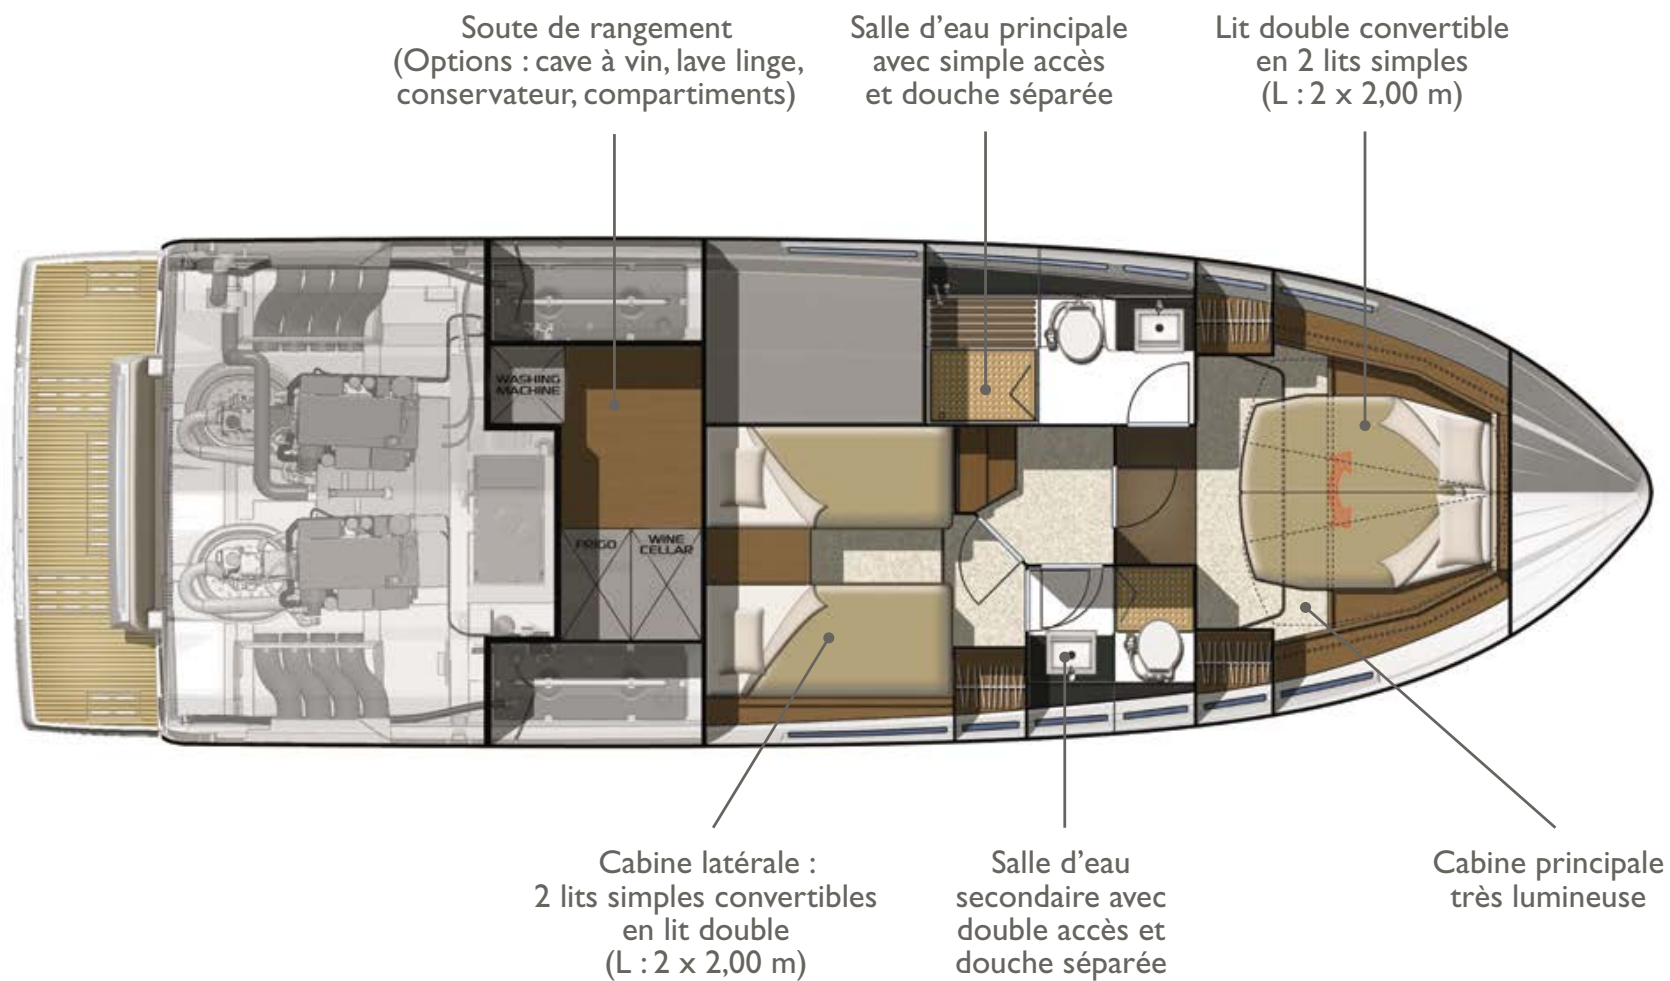 Soute de rangement
(Options : cave à vin, lave linge,
conservateur, compartiments)
Salle d’eau principale
avec simple accès
et douche séparée
Lit double convertible
en 2 lits simples
(L : 2 x 2,00 m)
WASHING
MACHINE
FRIGO
WINE
CELLAR
Cabine latérale :
2 lits simples convertibles
en lit double
(L : 2 x 2,00 m)
Salle d’eau
secondaire avec
double accès et
douche séparée
Cabine principale
très lumineuse